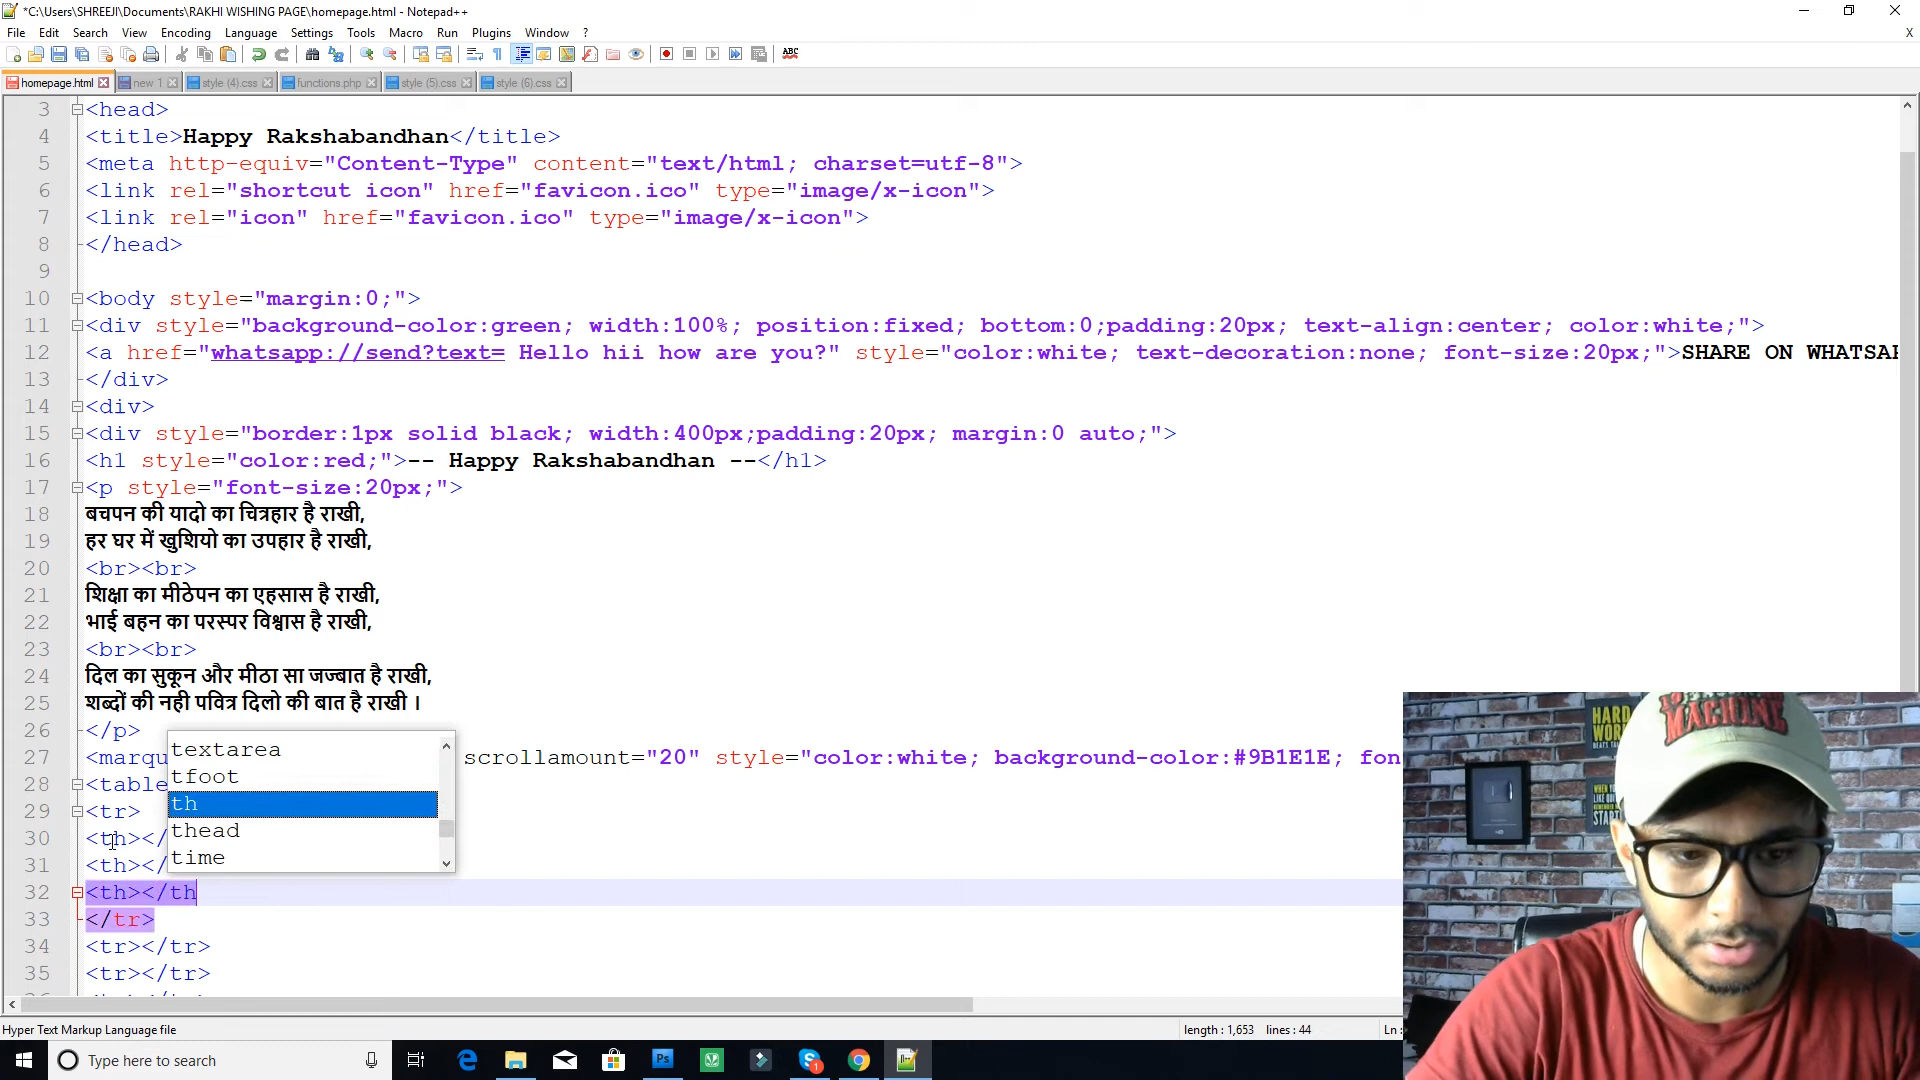 *C:\Users\SHREEJI\Documents\RAKHI WISHING PAGE\homepage.html - Notepad++
File Edit Search View Encoding Language Settings Tools Macro Run Plugins Window ? X
ABC
homepage.html new 1 style (4).css functions.php style (5).css style (6).css
3 <head>
4 <title>Happy Rakshabandhan</title>
5 <meta http-equiv="Content-Type" content="text/html; charset=utf-8">
6 <link rel="shortcut icon" href="favicon.ico" type="image/x-icon">
7 <link rel="icon" href="favicon.ico" type="image/x-icon">
8 </head>
9
10 <body style="margin:0;">
11 <div style="background-color:green; width:100%; position:fixed; bottom:0;padding:20px; text-align:center; color:white;">
12 <a href="whatsapp://send?text= Hello hii how are you?" style="color:white; text-decoration:none; font-size:20px;">SHARE ON WHATSAP
13 </div>
14 <div>
15 <div style="border:1px solid black; width:400px;padding:20px; margin:0 auto;">
16 <h1 style="color:red;">-- Happy Rakshabandhan --</h1>
17 <p style="font-size:20px;">
18 बचपन की यादो का चित्रहार है राखी,
19 हर घर में खुशियो का उपहार है राखी,
20 <br><br>
21 शिक्षा का मीठेपन का एहसास है राखी,
22 भाई बहन का परस्पर विश्वास है राखी,
23 <br><br>
24 दिल का सुकून और मीठा सा जज्बात है राखी,
25 शब्दों की नही पवित्र दिलो की बात है राखी ।
26 </p>
textarea
27 <marqu scrollamount="20" style="color:white; background-color:#9B1E1E; fon
tfoot
28 <table
th
29 <tr>
thead
30 <th></
time
31 <th></
32 <th></th
33 </tr>
34 <tr></tr>
35 <tr></tr>
Hyper Text Markup Language file length : 1,653 lines : 44 Ln :
Type here to search
Ps
1
MACHINE
HARD
WORK